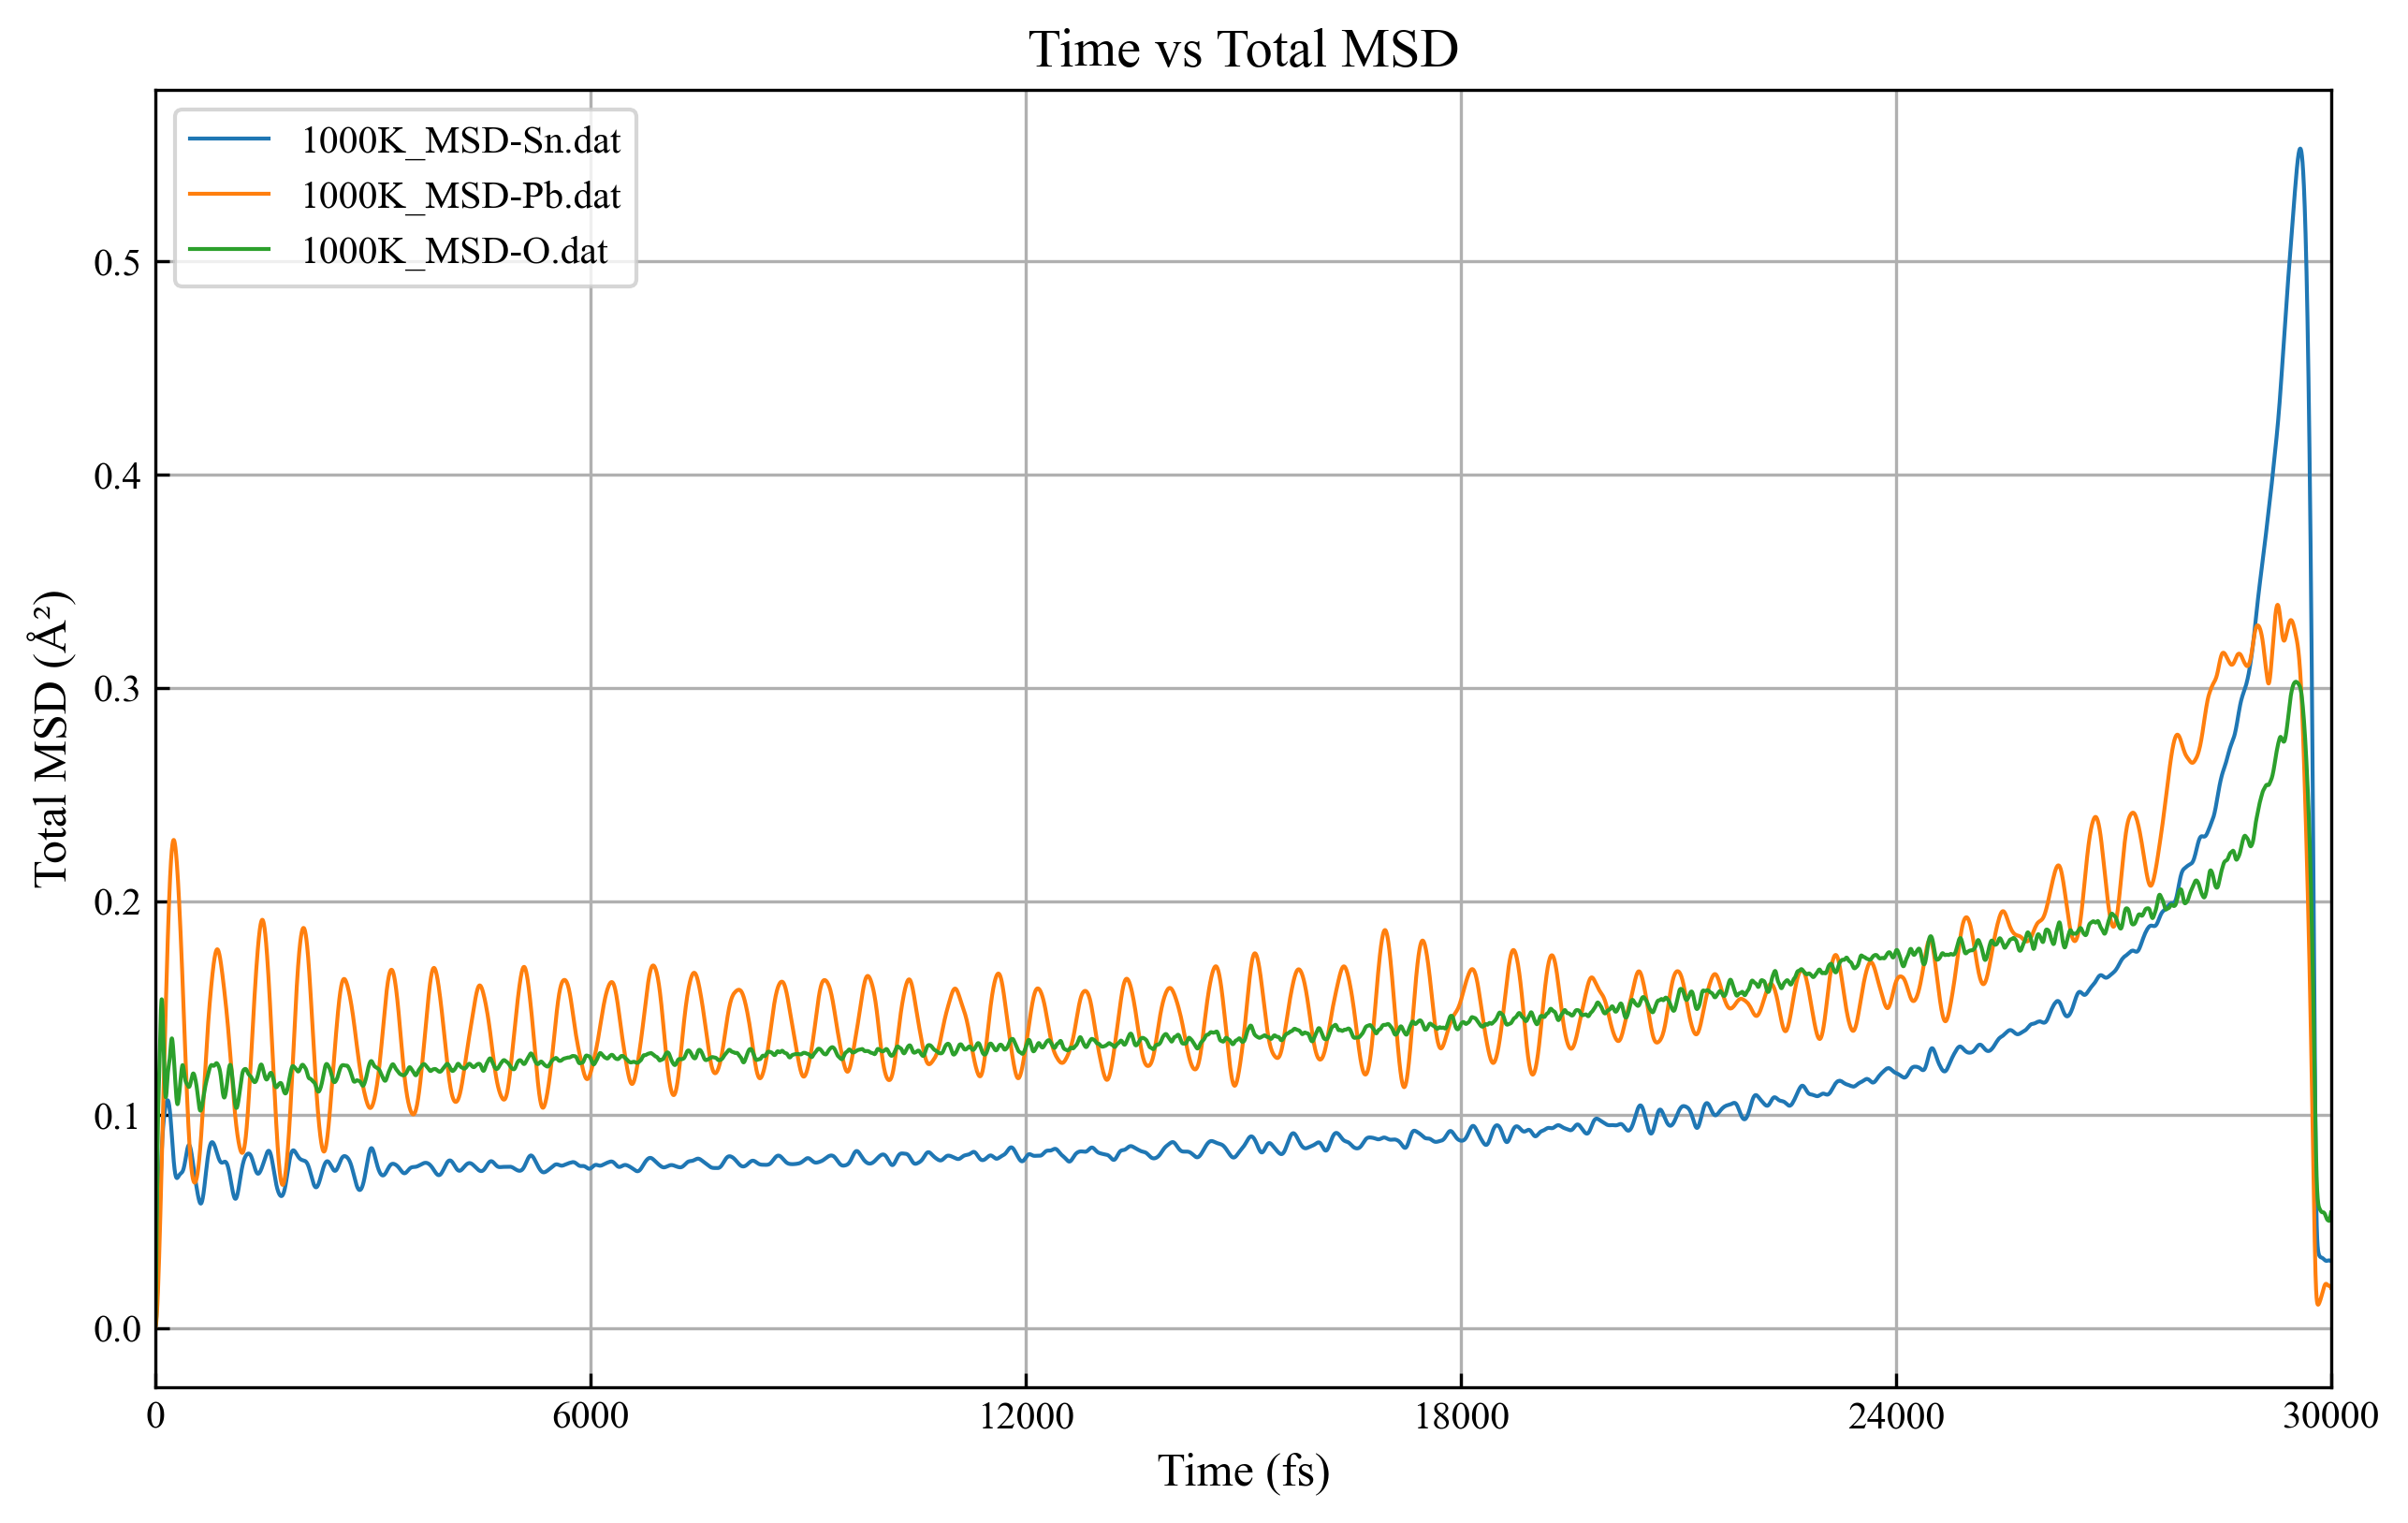 Time vs Total MSD
1000K_MSD-Sn.dat
1000K_MSD-Pb.dat
1000K_MSD-O.dat
Total MSD (Å²)
0.5
0.4
0.3
0.2
0.1
0.0
0 6000 12000 18000 24000 30000
Time (fs)